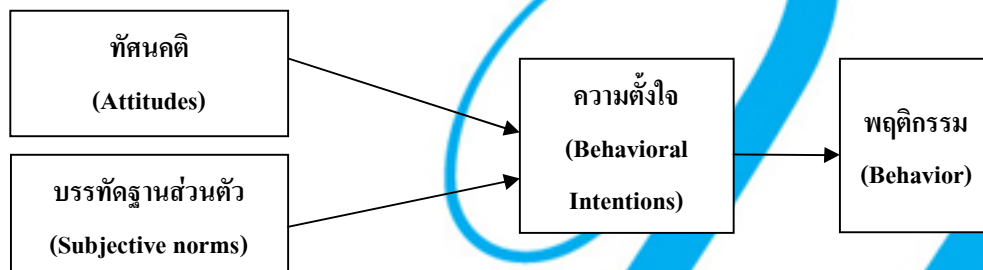 ทัศนคติ
(Attitudes)
บรรทัดฐานส่วนตัว
(Subjective norms)
ความตั้งใจ
(Behavioral
Intentions)
พฤติกรรม
(Behavior)